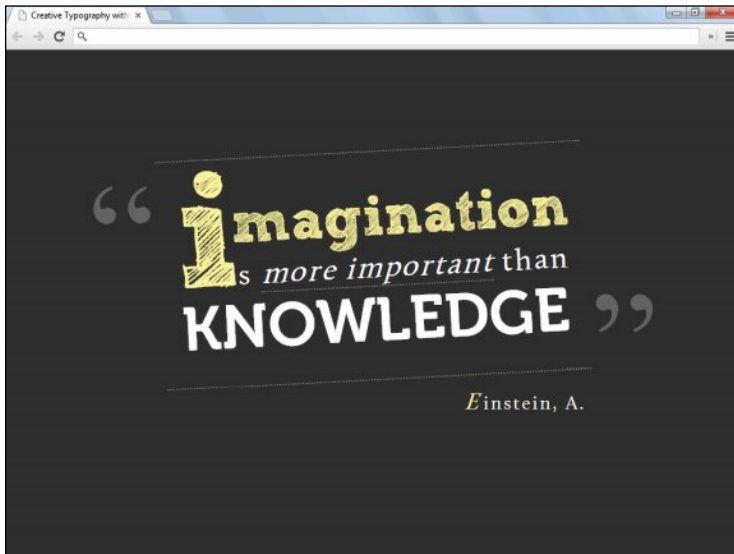 Creative Typography with
“imagination
is more important than
KNOWLEDGE”
Einstein, A.